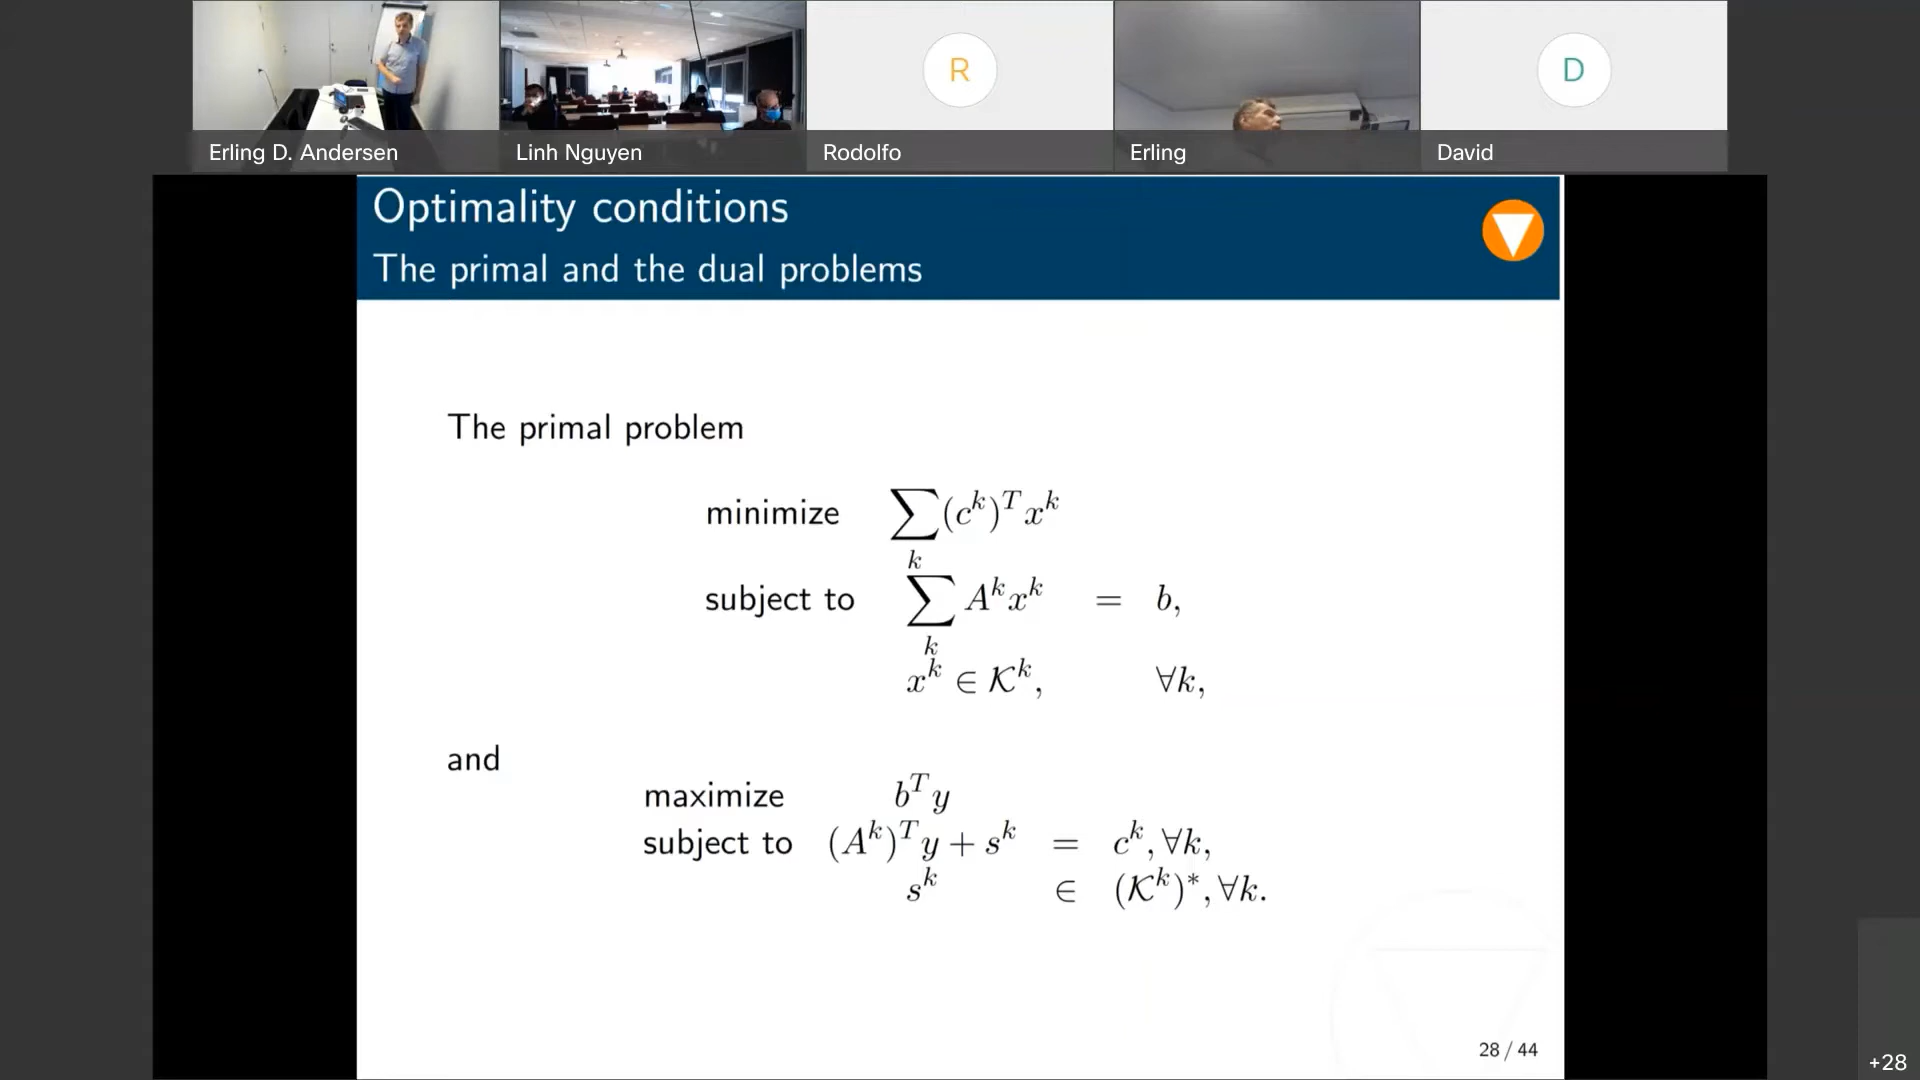 R
D
Erling D. Andersen
Linh Nguyen
Rodolfo
Erling
David
Optimality conditions
The primal and the dual problems
The primal problem
minimize ∑_k (c^k)^T x^k
subject to ∑_k A^k x^k = b,
x^k ∈ 𝒦^k, ∀k,
and
maximize b^T y
subject to (A^k)^T y + s^k = c^k, ∀k,
s^k ∈ (𝒦^k)^*, ∀k.
28 / 44
+28